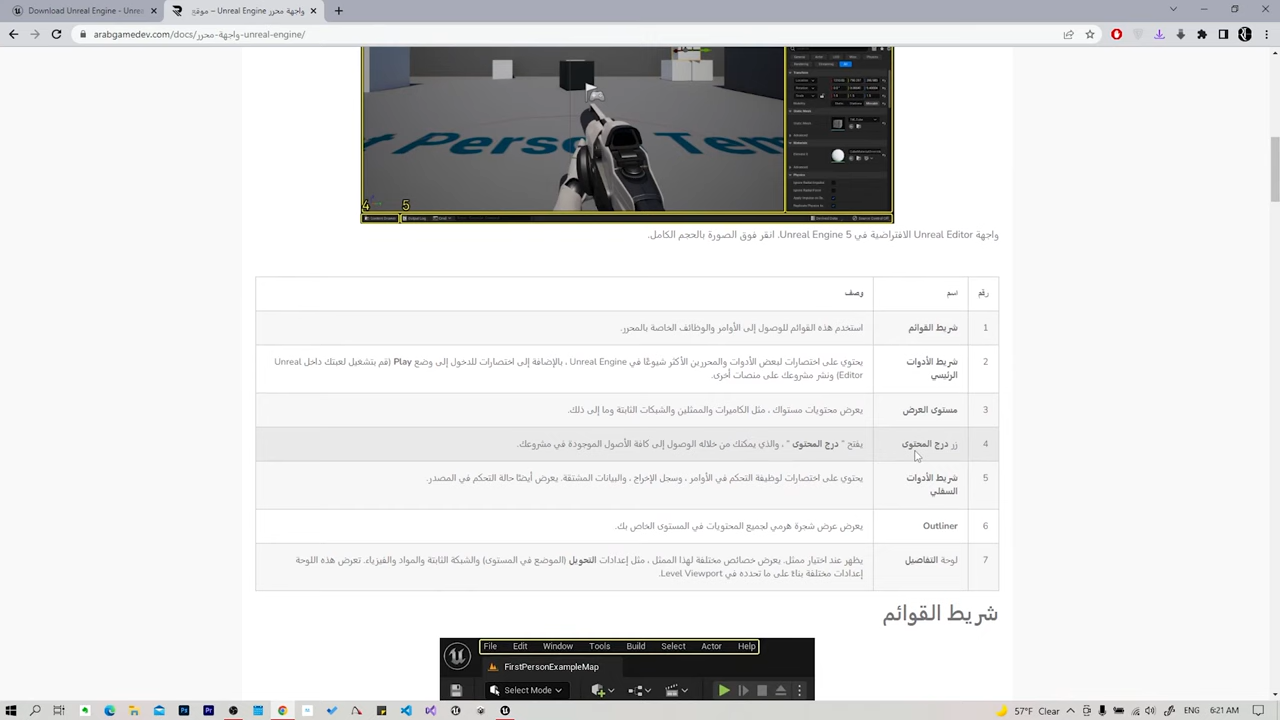 Download Unreal Engine - Unreal
واجهة محرر Unreal Engine – موقع
arabgamedev.com/docs/واجهة-محرر-unreal-engine/
4
5
واجهة Unreal Editor الافتراضية في Unreal Engine 5. انقر فوق الصورة بالحجم الكامل.
رقم اسم وصف
1 شريط القوائم استخدم هذه القوائم للوصول إلى الأوامر والوظائف الخاصة بالمحرر.
2 شريط الأدوات الرئيسي يحتوي على اختصارات لبعض الأدوات والمحررين الأكثر شيوعًا في Unreal Engine ، بالإضافة إلى اختصارات للدخول إلى وضع Play (قم بتشغيل لعبتك داخل Unreal
Editor) ونشر مشروعك على منصات أخرى.
3 مستوى العرض يعرض محتويات مستواك ، مثل الكاميرات والممثلين والشبكات الثابتة وما إلى ذلك.
4 زر درج المحتوى يفتح " درج المحتوى " ، والذي يمكنك من خلاله الوصول إلى كافة الأصول الموجودة في مشروعك.
5 شريط الأدوات السفلي يحتوي على اختصارات لوظيفة التحكم في الأوامر ، وسجل الإخراج ، والبيانات المشتقة. يعرض أيضًا حالة التحكم في المصدر.
6 Outliner يعرض عرض شجرة هرمي لجميع المحتويات في المستوى الخاص بك.
7 لوحة التفاصيل يظهر عند اختيار ممثل. يعرض خصائص مختلفة لهذا الممثل ، مثل إعدادات التحويل (الموضع في المستوى) والشبكة الثابتة والمواد والفيزياء. تعرض هذه اللوحة
إعدادات مختلفة بناءً على ما تحدده في Level Viewport.
شريط القوائم
File Edit Window Tools Build Select Actor Help
FirstPersonExampleMap
Select Mode
57°F Clear
ENG 6:21 AM